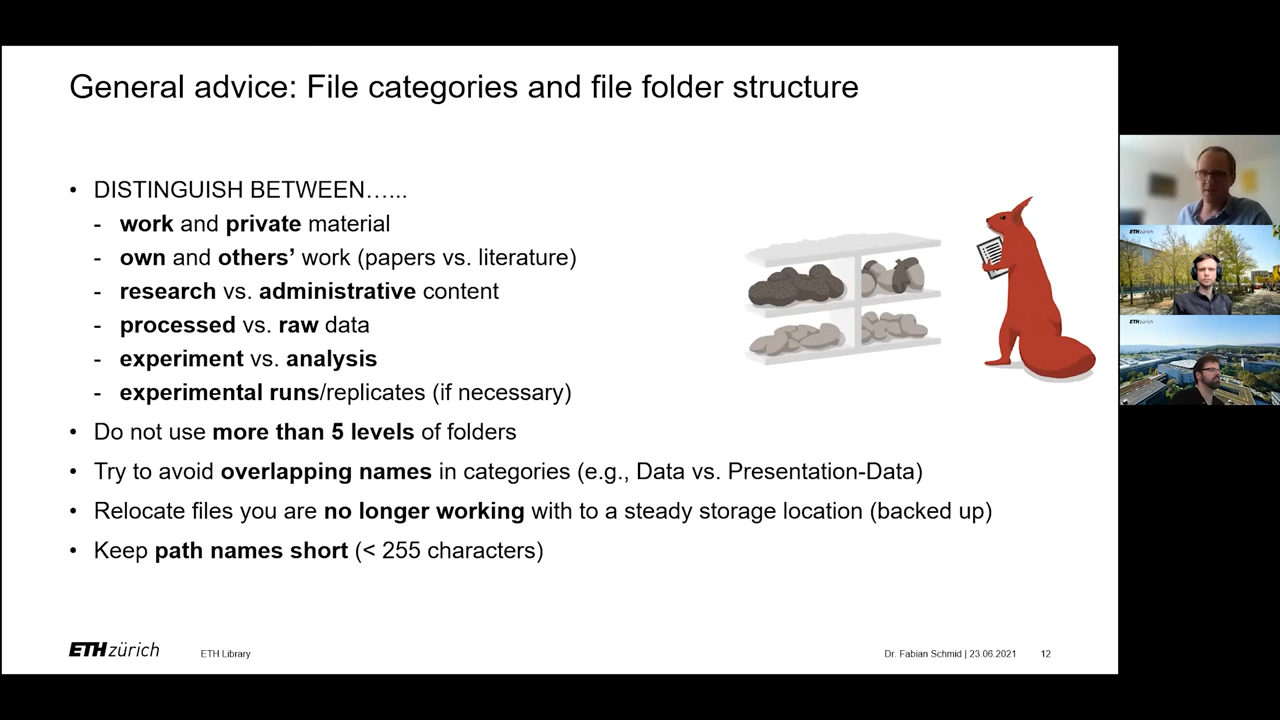 General advice: File categories and file folder structure
• DISTINGUISH BETWEEN…...
- work and private material
- own and others’ work (papers vs. literature)
- research vs. administrative content
- processed vs. raw data
- experiment vs. analysis
- experimental runs/replicates (if necessary)
• Do not use more than 5 levels of folders
• Try to avoid overlapping names in categories (e.g., Data vs. Presentation-Data)
• Relocate files you are no longer working with to a steady storage location (backed up)
• Keep path names short (< 255 characters)
ETH zürich
ETH Library
Dr. Fabian Schmid | 23.06.2021
12
ETH zürich
ETH zürich